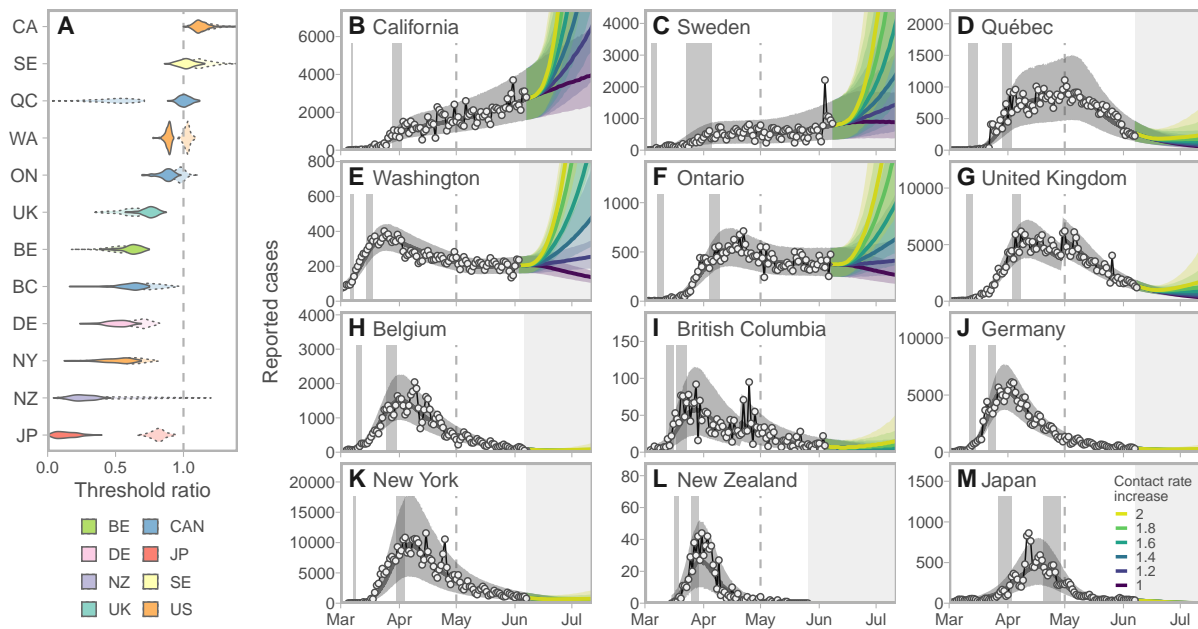 A
CA
SE
QC
WA
ON
UK
BE
BC
DE
NY
NZ
JP
0.0 0.5 1.0
Threshold ratio
BE CAN
DE JP
NZ SE
UK US
Reported cases
B California
6000
4000
2000
0
C Sweden
4000
3000
2000
1000
0
D Québec
2000
1500
1000
500
0
E Washington
800
600
400
200
0
F Ontario
1000
500
0
G United Kingdom
10000
5000
0
H Belgium
4000
3000
2000
1000
0
I British Columbia
150
100
50
0
J Germany
10000
5000
0
K New York
20000
15000
10000
5000
0
Mar Apr May Jun Jul
L New Zealand
80
60
40
20
0
Mar Apr May Jun Jul
M Japan
1500
1000
500
0
Mar Apr May Jun Jul
Contact rate
increase
2
1.8
1.6
1.4
1.2
1